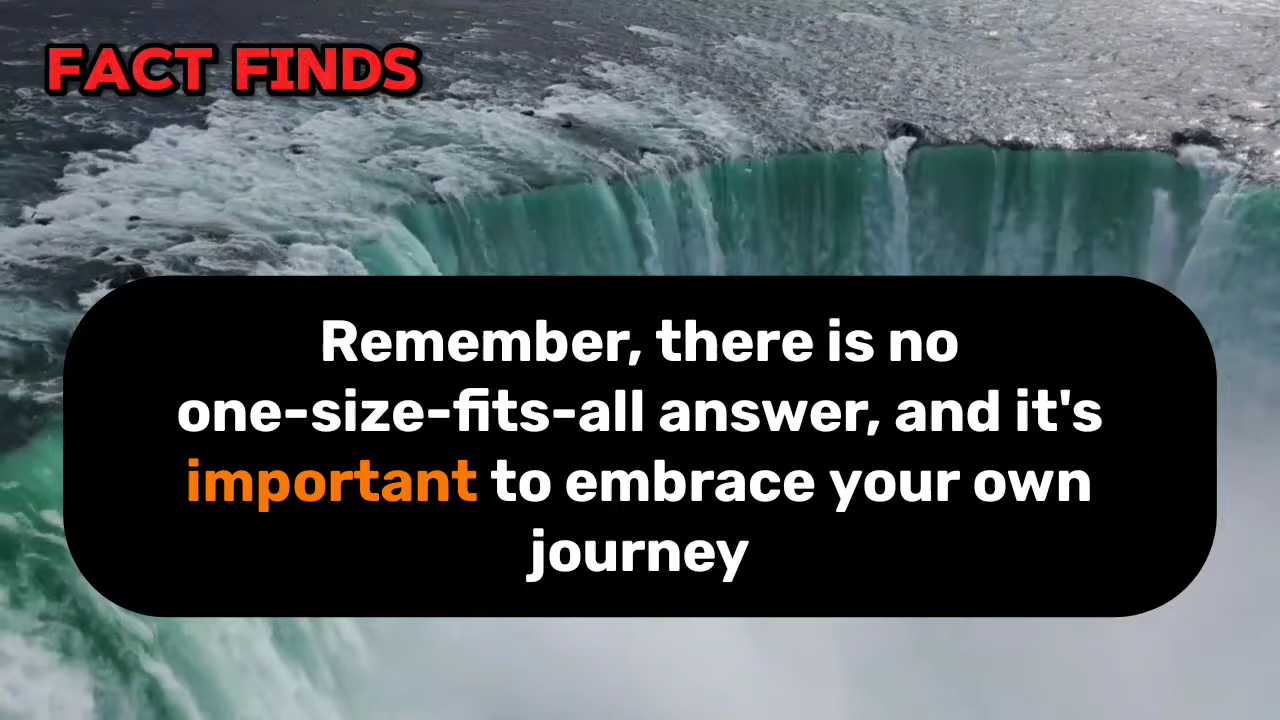 FACT FINDS
Remember, there is no
one-size-fits-all answer, and it's
important to embrace your own
journey